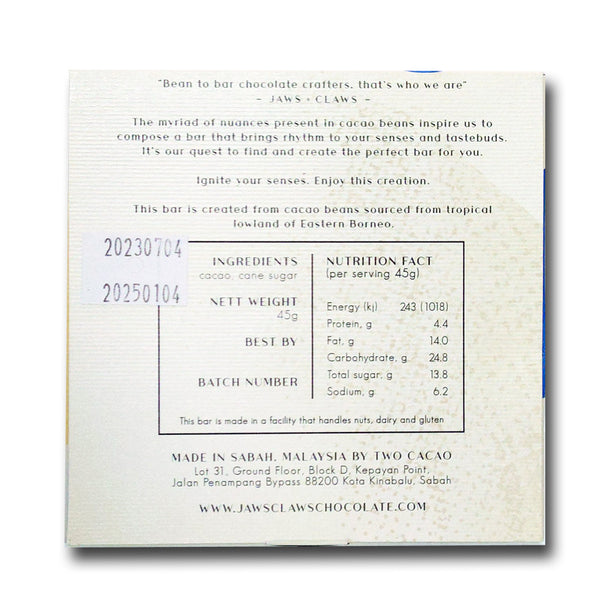 "Bean to bar chocolate crafters, that's who we are"
- JAWS + CLAWS -
The myriad of nuances present in cacao beans inspire us to
compose a bar that brings rhythm to your senses and tastebuds.
It's our quest to find and create the perfect bar for you.
Ignite your senses. Enjoy this creation.
This bar is created from cacao beans sourced from tropical
lowland of Eastern Borneo.
20230704
20250104
INGREDIENTS
cacao, cane sugar
NETT WEIGHT
45g
BEST BY
BATCH NUMBER
NUTRITION FACT
(per serving 45g)
Energy (kj) 243 (1018)
Protein, g 4.4
Fat, g 14.0
Carbohydrate, g 24.8
Total sugar, g 13.8
Sodium, g 6.2
This bar is made in a facility that handles nuts, dairy and gluten
MADE IN SABAH, MALAYSIA BY TWO CACAO
Lot 31, Ground Floor, Block D, Kepayan Point,
Jalan Penampang Bypass 88200 Kota Kinabalu, Sabah
WWW.JAWSCLAWSCHOCOLATE.COM